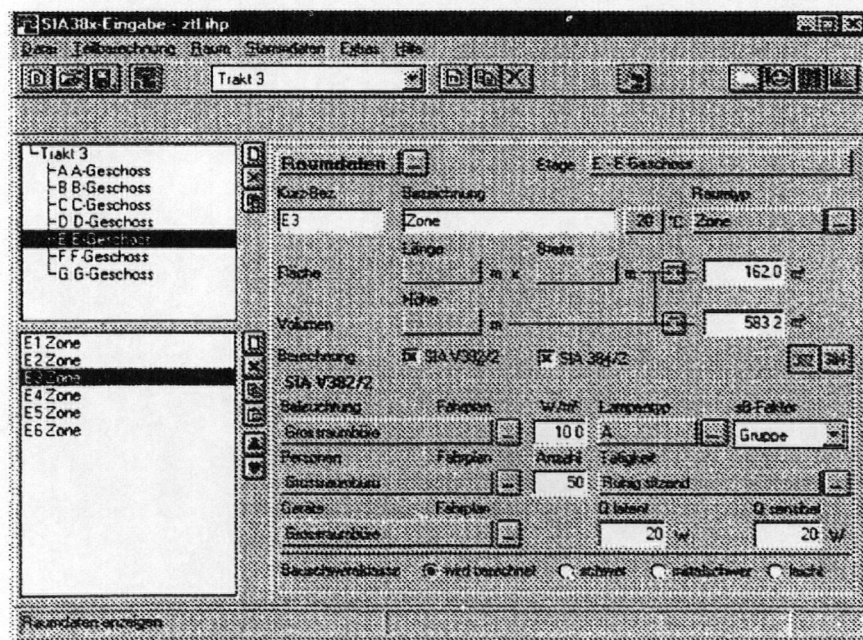 SIA38x-Eingabe - ztl.ihp
Datei Teilberechnung Raum Stammdaten Extras Hilfe
Trakt 3
Trakt 3
A A-Geschoss
B B-Geschoss
C C-Geschoss
D D-Geschoss
E E-Geschoss
F F-Geschoss
G G-Geschoss
E1 Zone
E2 Zone
E3 Zone
E4 Zone
E5 Zone
E6 Zone
Raumdaten ... Etage E - E-Geschoss
Kurz-Bez. Bezeichnung Raumtyp
E3 Zone 20 °C Zone ...
Länge Breite
Fläche m x m 162.0 m²
Höhe
Volumen m 583.2
Berechnung SIA V382/2 SIA 384/2
SIA V382/2
Beleuchtung Fahrplan W/m² Lampentyp sB-Faktor
Grossraumbüro ... 10.0 A ... Gruppe
Personen Fahrplan Anzahl Tätigkeit
Grossraumbüro ... 50 Ruhig sitzend ...
Geräte Fahrplan Q latent Q sensibel
Grossraumbüro ... 20 W 20 W
Bauschwereklasse wird berechnet schwer mittelschwer leicht
Raumdaten anzeigen